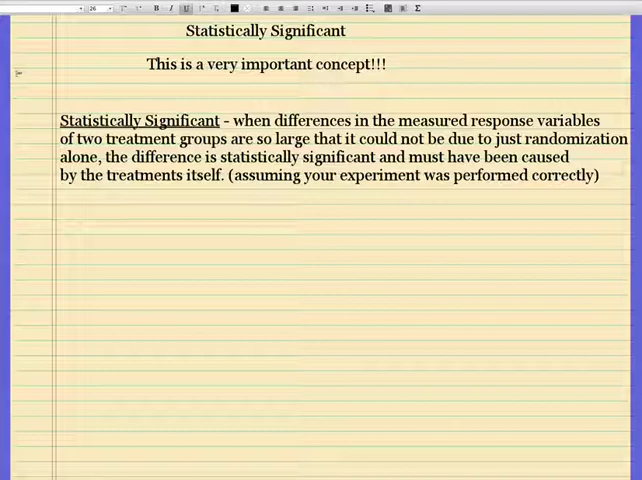 26 B I U Σ
Statistically Significant
This is a very important concept!!!
Statistically Significant - when differences in the measured response variables
of two treatment groups are so large that it could not be due to just randomization
alone, the difference is statistically significant and must have been caused
by the treatments itself. (assuming your experiment was performed correctly)